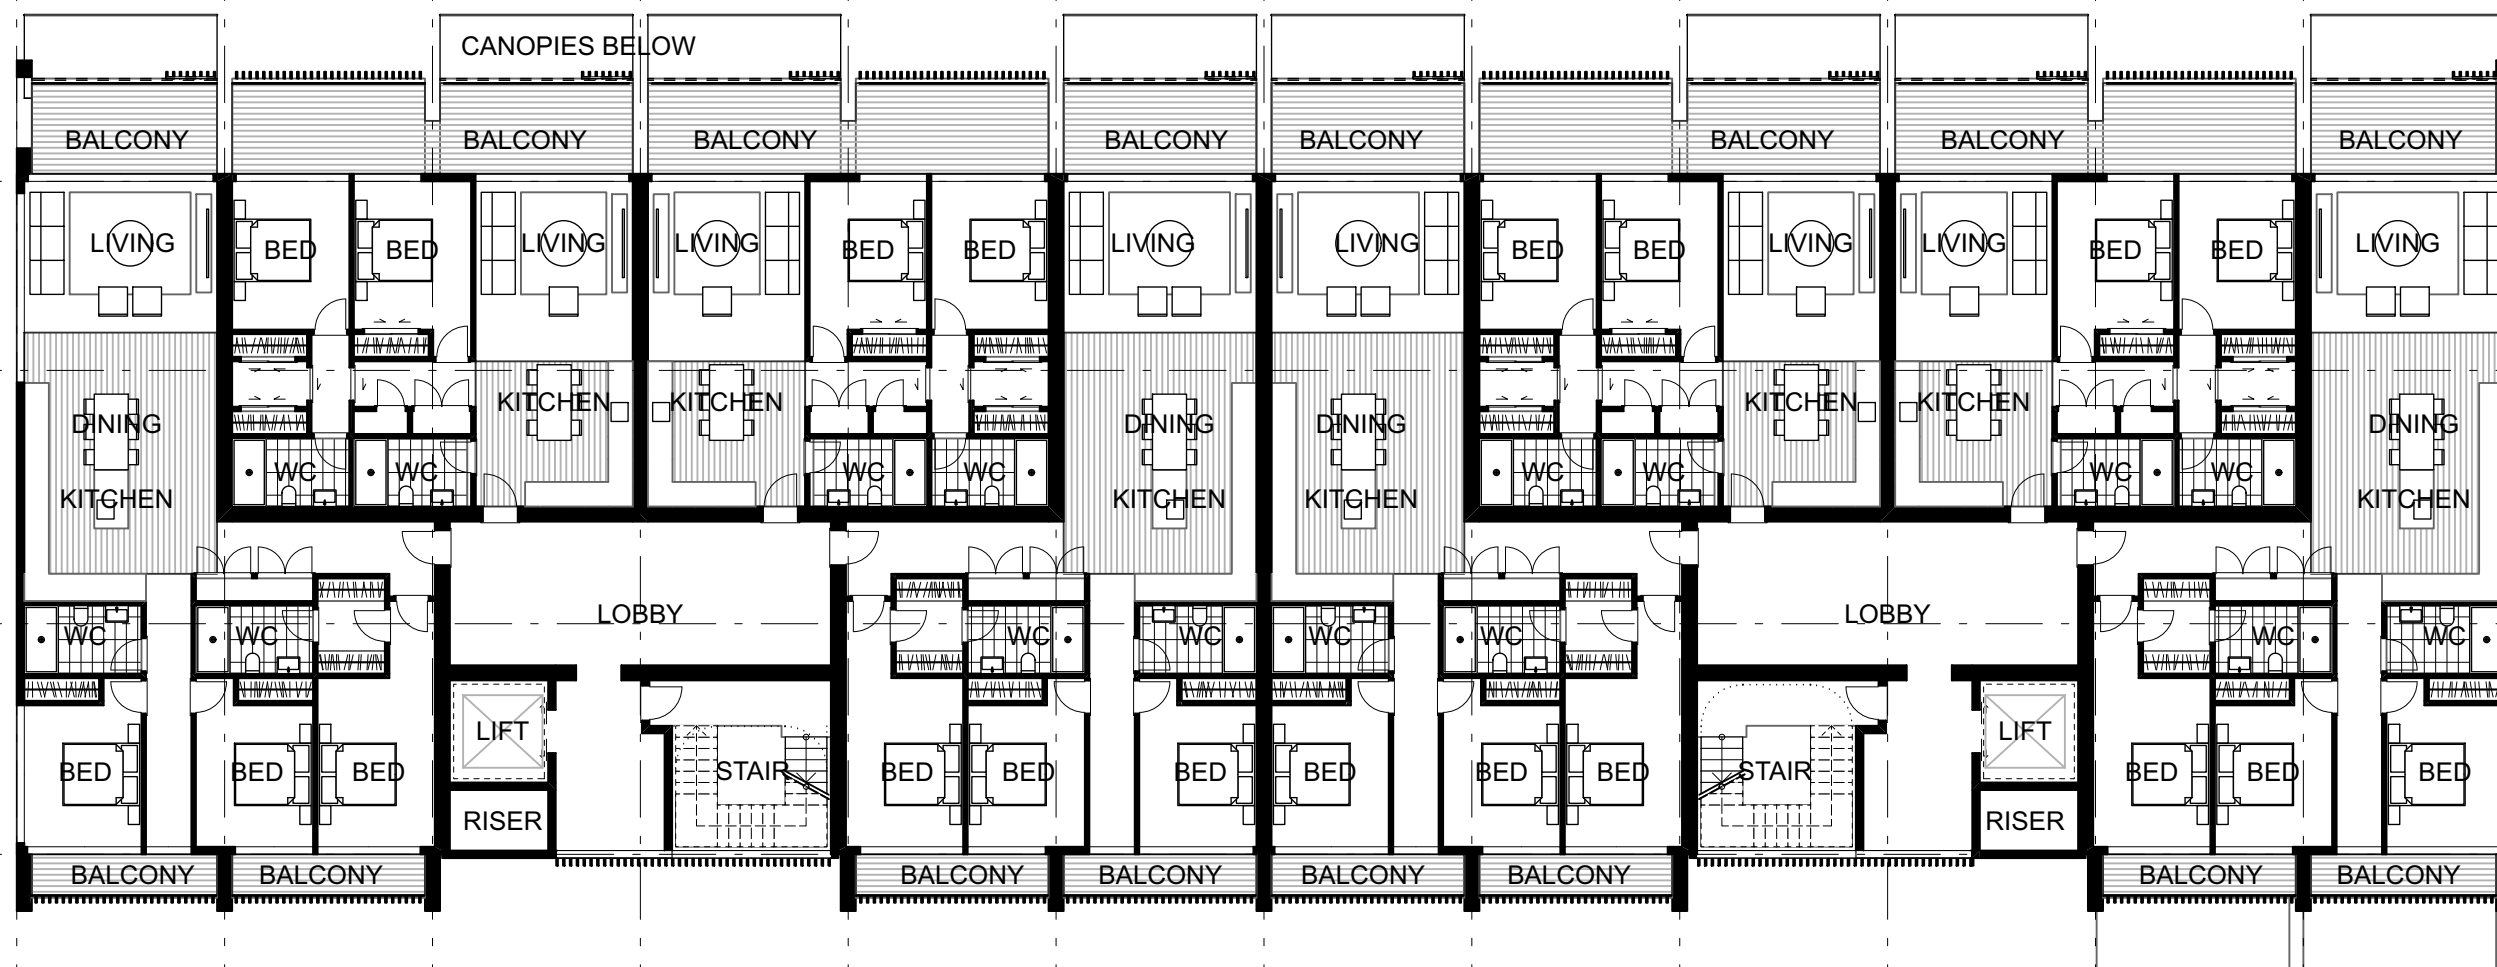 CANOPIES BELOW
BALCONY
BALCONY
BALCONY
BALCONY
BALCONY
BALCONY
BALCONY
BALCONY
LIVING
BED
BED
LIVING
LIVING
BED
BED
LIVING
LIVING
BED
BED
LIVING
LIVING
BED
BED
LIVING
KITCHEN
KITCHEN
KITCHEN
KITCHEN
DINING
DINING
DINING
DINING
WC
WC
WC
WC
WC
WC
WC
WC
KITCHEN
KITCHEN
KITCHEN
KITCHEN
LOBBY
LOBBY
WC
WC
WC
WC
WC
WC
WC
WC
LIFT
LIFT
BED
BED
BED
STAIR
BED
BED
BED
BED
BED
BED
STAIR
BED
BED
BED
RISER
RISER
BALCONY
BALCONY
BALCONY
BALCONY
BALCONY
BALCONY
BALCONY
BALCONY